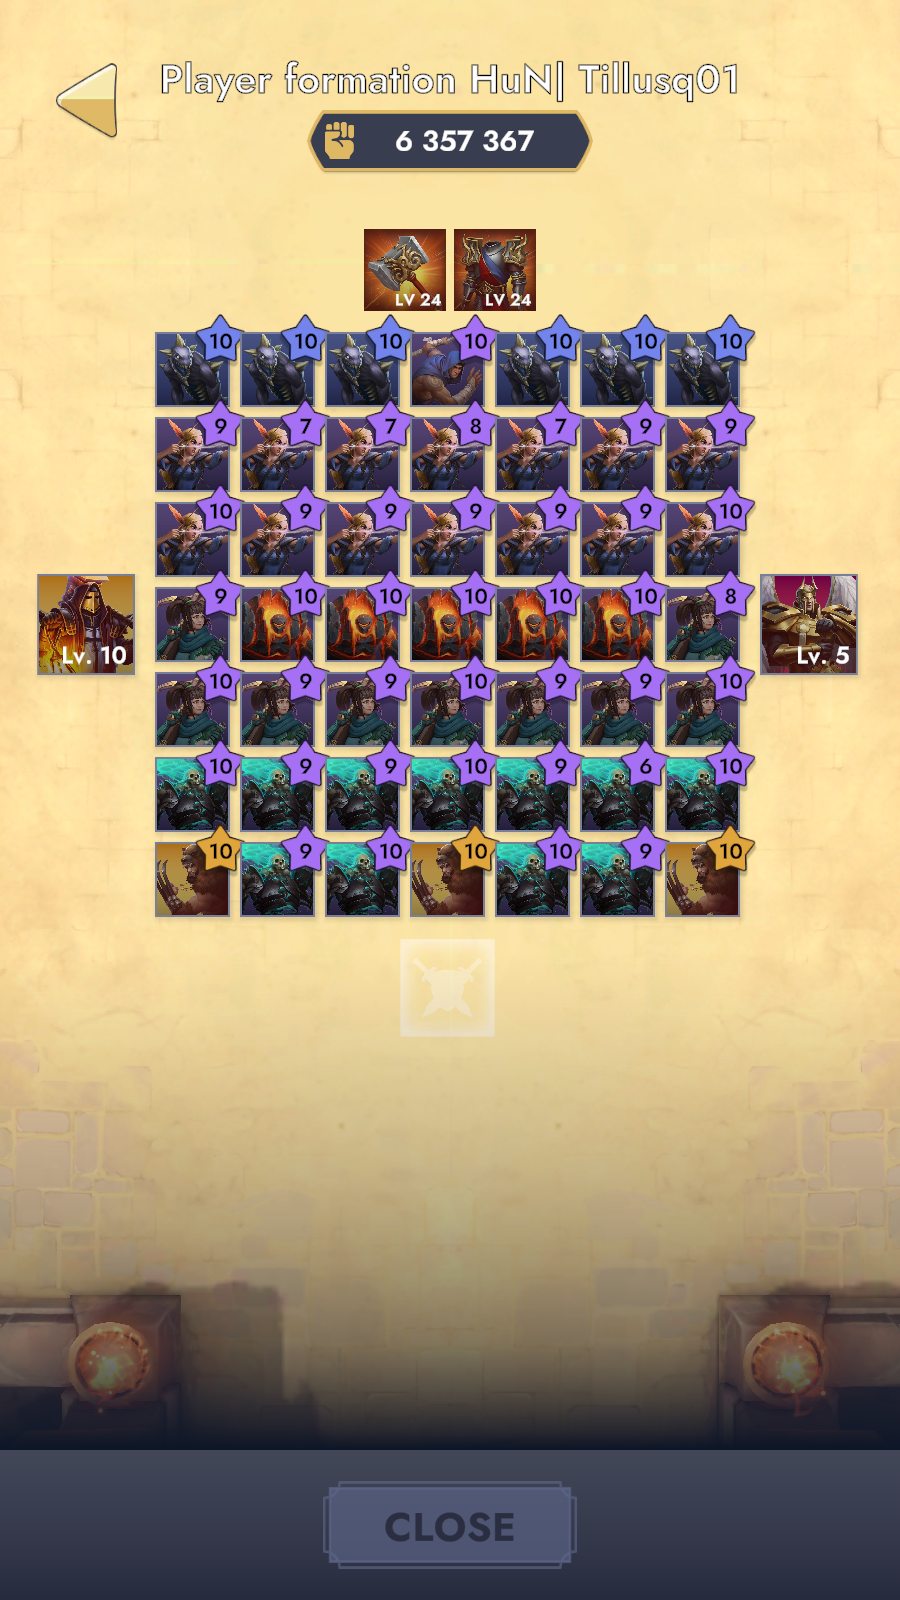 Player formation HuN| Tillusq01
6 357 367
LV 24 LV 24
10 10 10 10 10 10 10
9 7 7 8 7 9 9
10 9 9 9 9 9 10
9 10 10 10 10 10 8
Lv. 10 Lv. 5
10 9 9 10 9 9 10
10 9 9 10 9 6 10
10 9 10 10 10 9 10
CLOSE